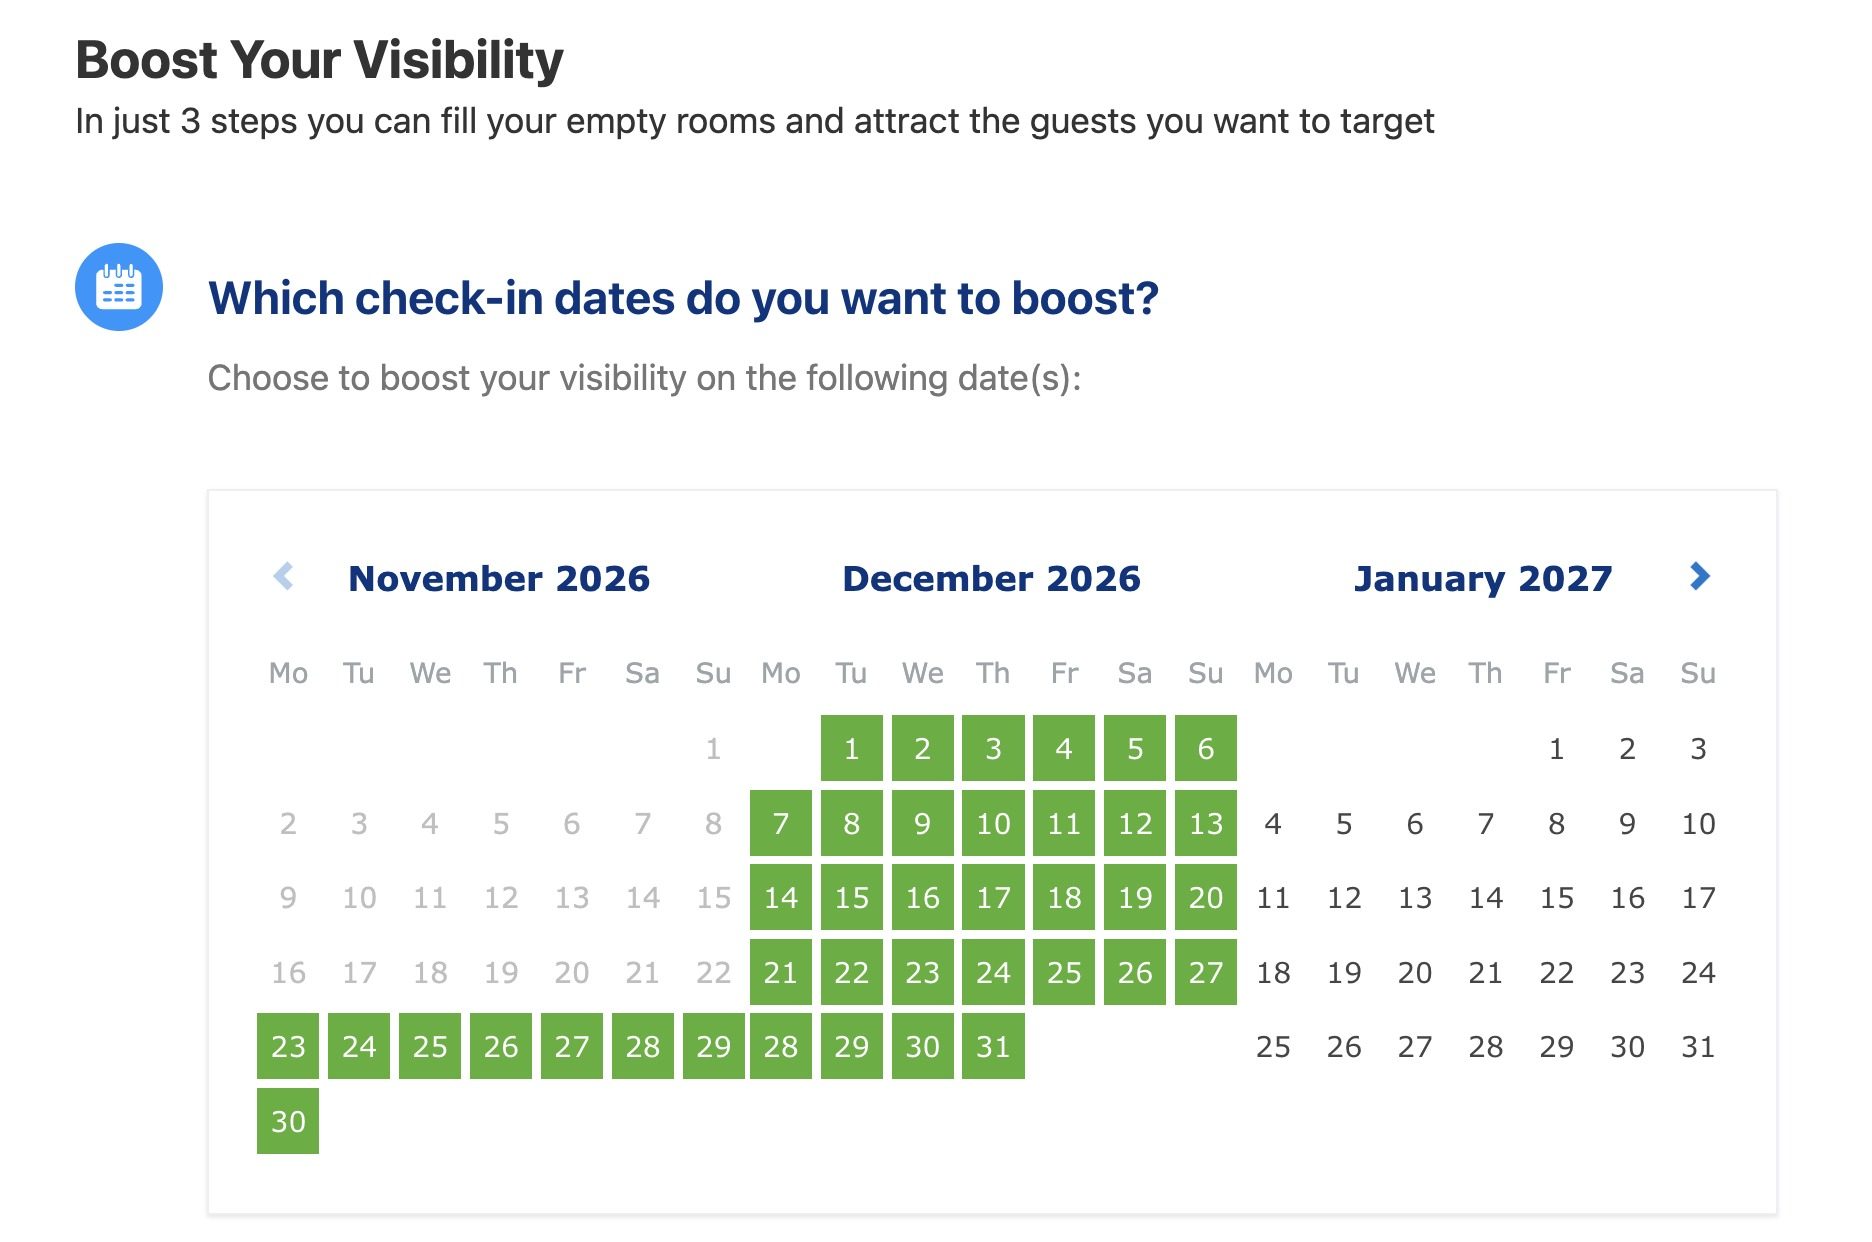 Boost Your Visibility
In just 3 steps you can fill your empty rooms and attract the guests you want to target
Which check-in dates do you want to boost?
Choose to boost your visibility on the following date(s):
November 2026 December 2026 January 2027
Mo Tu We Th Fr Sa Su Mo Tu We Th Fr Sa Su Mo Tu We Th Fr Sa Su
1 1 2 3 4 5 6 1 2 3
2 3 4 5 6 7 8 7 8 9 10 11 12 13 4 5 6 7 8 9 10
9 10 11 12 13 14 15 14 15 16 17 18 19 20 11 12 13 14 15 16 17
16 17 18 19 20 21 22 21 22 23 24 25 26 27 18 19 20 21 22 23 24
23 24 25 26 27 28 29 28 29 30 31 25 26 27 28 29 30 31
30